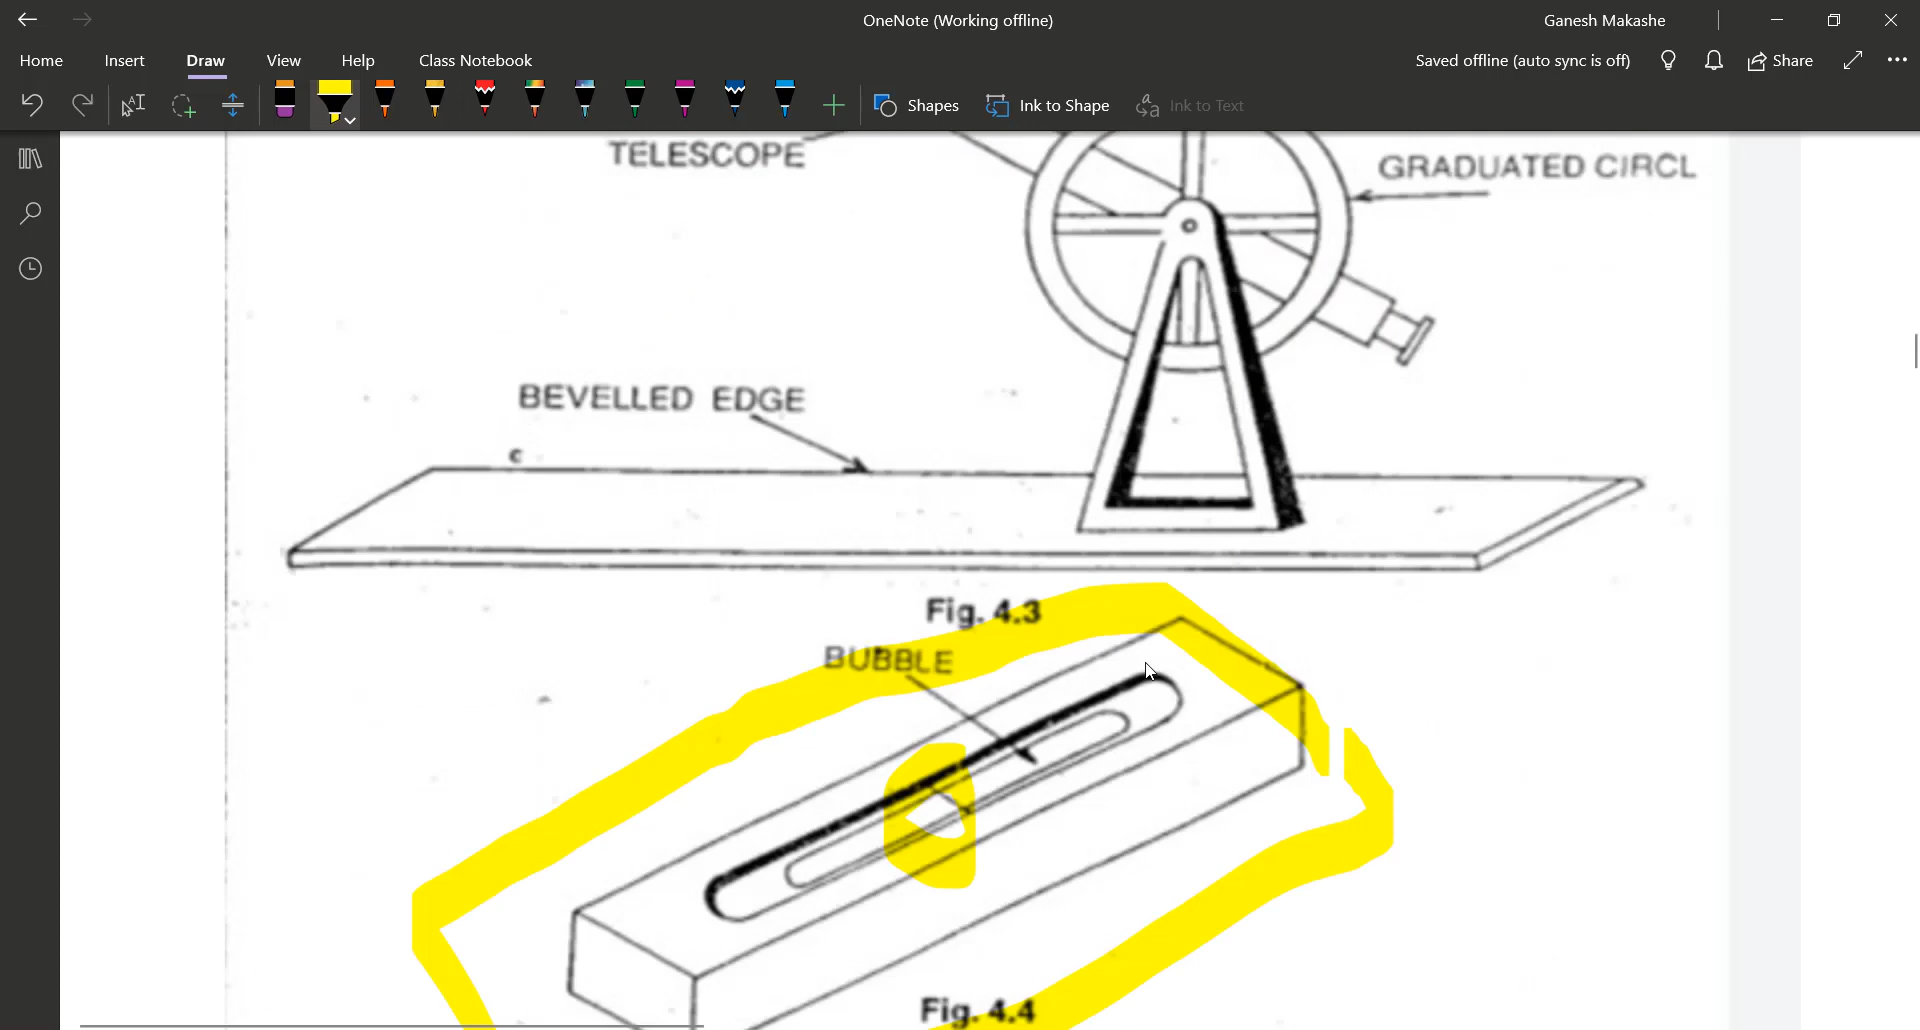 OneNote (Working offline)
Ganesh Makashe
Home Insert Draw View Help Class Notebook
Saved offline (auto sync is off)
Share
Shapes
Ink to Shape
Ink to Text
TELESCOPE
GRADUATED CIRCL
BEVELLED EDGE
c
Fig. 4.3
BUBBLE
Fig. 4.4